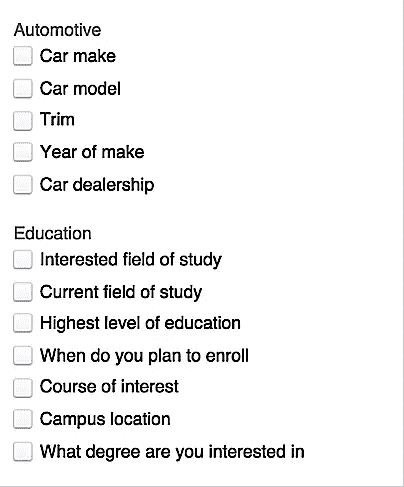 Automotive
Car make
Car model
Trim
Year of make
Car dealership
Education
Interested field of study
Current field of study
Highest level of education
When do you plan to enroll
Course of interest
Campus location
What degree are you interested in